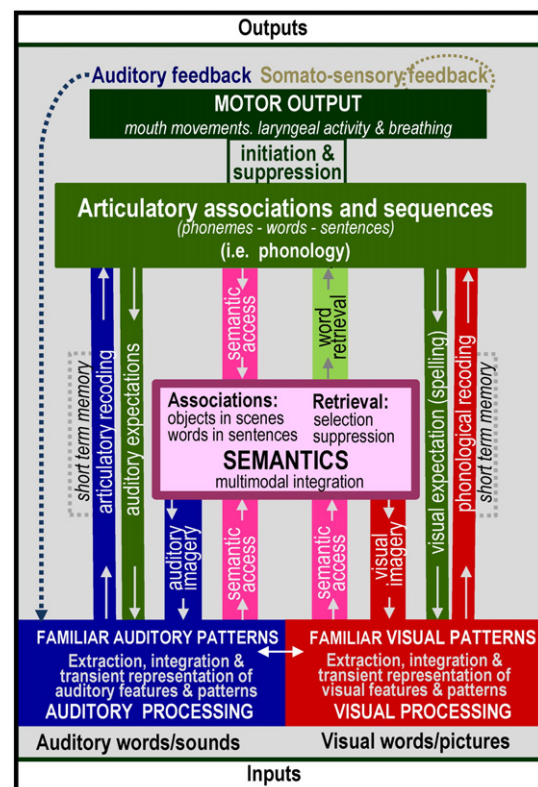 Outputs
Auditory feedback Somato-sensory feedback
MOTOR OUTPUT
mouth movements. laryngeal activity & breathing
initiation &
suppression
Articulatory associations and sequences
(phonemes - words - sentences)
(i.e. phonology)
short term memory
articulatory recoding
auditory expectations
semantic
access
word
retrieval
visual expectation (spelling)
phonological recoding
short term memory
Associations:
objects in scenes
words in sentences
Retrieval:
selection
suppression
SEMANTICS
multimodal integration
auditory
imagery
semantic
access
semantic
access
visual
imagery
FAMILIAR AUDITORY PATTERNS
Extraction, integration &
transient representation of
auditory features & patterns
AUDITORY PROCESSING
FAMILIAR VISUAL PATTERNS
Extraction, integration &
transient representation of
visual features & patterns
VISUAL PROCESSING
Auditory words/sounds
Visual words/pictures
Inputs